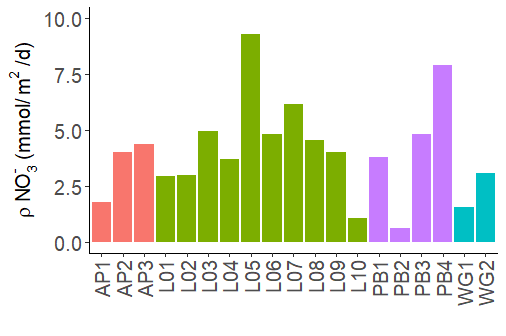 ρ NO₃⁻ (mmol/ m² /d)
10.0
7.5
5.0
2.5
0.0
AP1
AP2
AP3
L01
L02
L03
L04
L05
L06
L07
L08
L09
L10
PB1
PB2
PB3
PB4
WG1
WG2